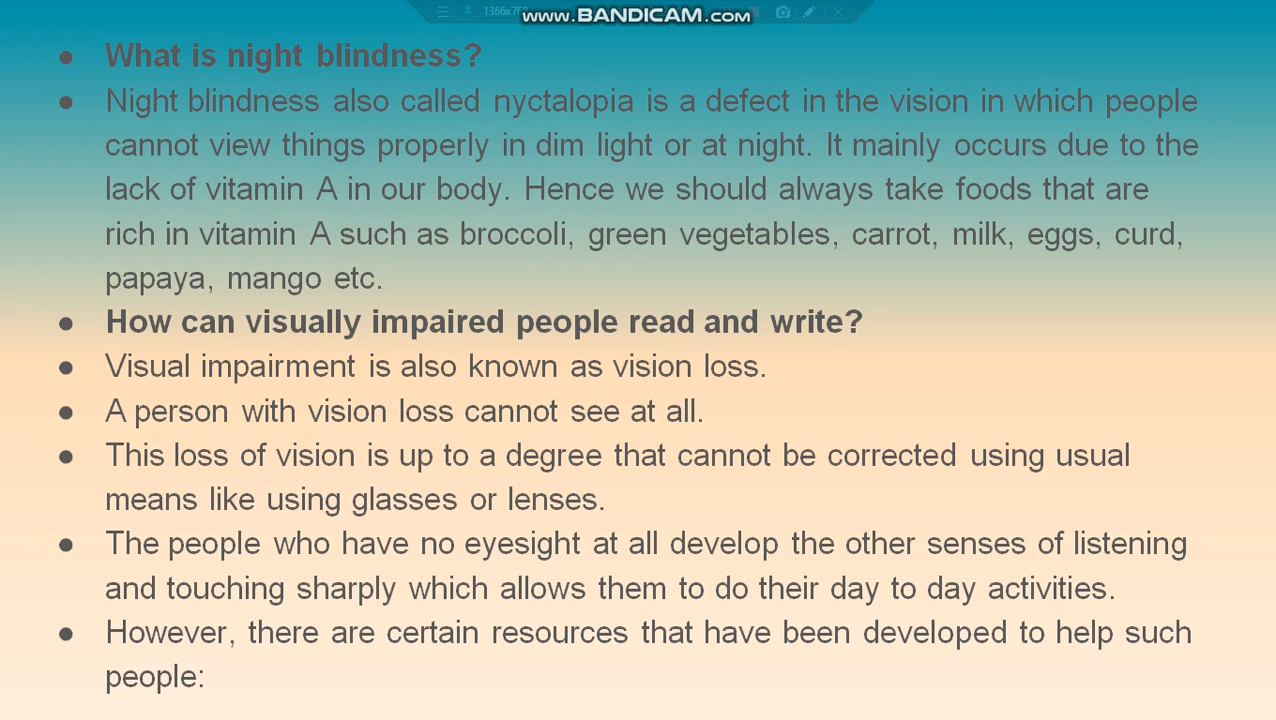 1366x768
www.BANDICAM.com
● What is night blindness?
● Night blindness also called nyctalopia is a defect in the vision in which people
cannot view things properly in dim light or at night. It mainly occurs due to the
lack of vitamin A in our body. Hence we should always take foods that are
rich in vitamin A such as broccoli, green vegetables, carrot, milk, eggs, curd,
papaya, mango etc.
● How can visually impaired people read and write?
● Visual impairment is also known as vision loss.
● A person with vision loss cannot see at all.
● This loss of vision is up to a degree that cannot be corrected using usual
means like using glasses or lenses.
● The people who have no eyesight at all develop the other senses of listening
and touching sharply which allows them to do their day to day activities.
● However, there are certain resources that have been developed to help such
people: